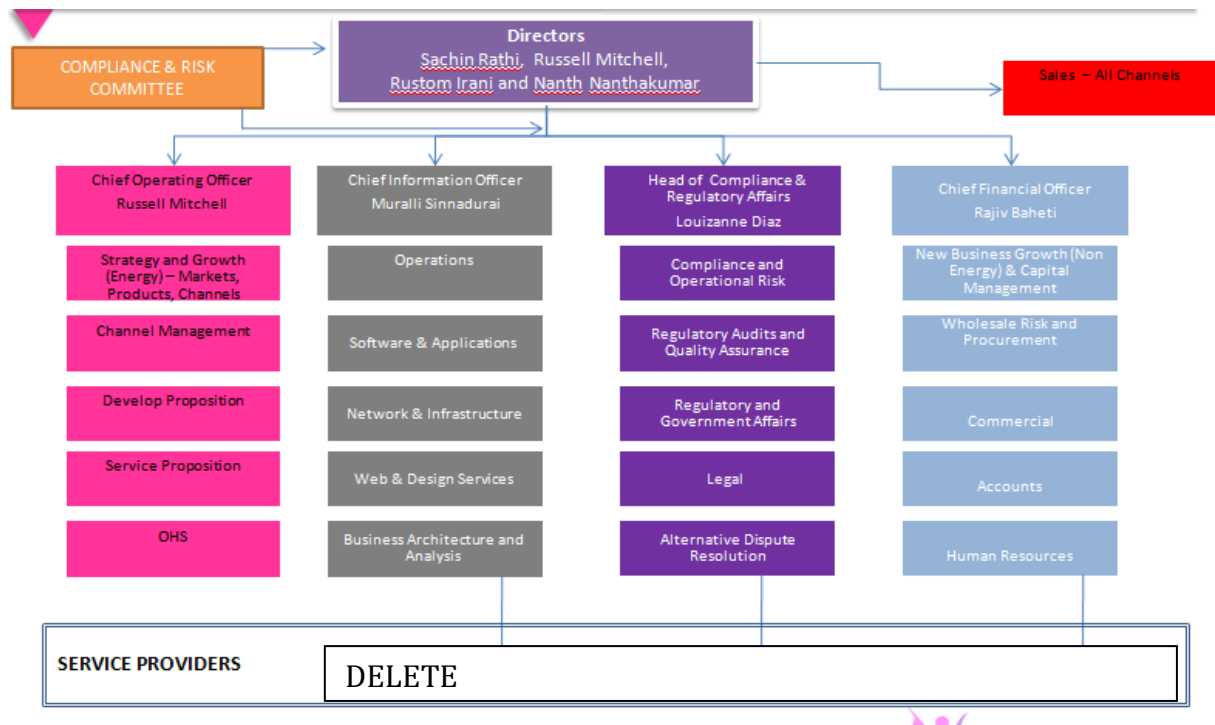 Directors
Sachin Rathi, Russell Mitchell,
Rustom Irani and Nanth Nanthakumar
COMPLIANCE & RISK
COMMITTEE
Sales – All Channels
Chief Operating Officer
Russell Mitchell
Strategy and Growth
(Energy) – Markets,
Products, Channels
Channel Management
Develop Proposition
Service Proposition
OHS
Chief Information Officer
Muralli Sinnadurai
Operations
Software & Applications
Network & Infrastructure
Web & Design Services
Business Architecture and
Analysis
Head of Compliance &
Regulatory Affairs
Louizanne Diaz
Compliance and
Operational Risk
Regulatory Audits and
Quality Assurance
Regulatory and
Government Affairs
Legal
Alternative Dispute
Resolution
Chief Financial Officer
Rajiv Baheti
New Business Growth (Non
Energy) & Capital
Management
Wholesale Risk and
Procurement
Commercial
Accounts
Human Resources
SERVICE PROVIDERS
DELETE